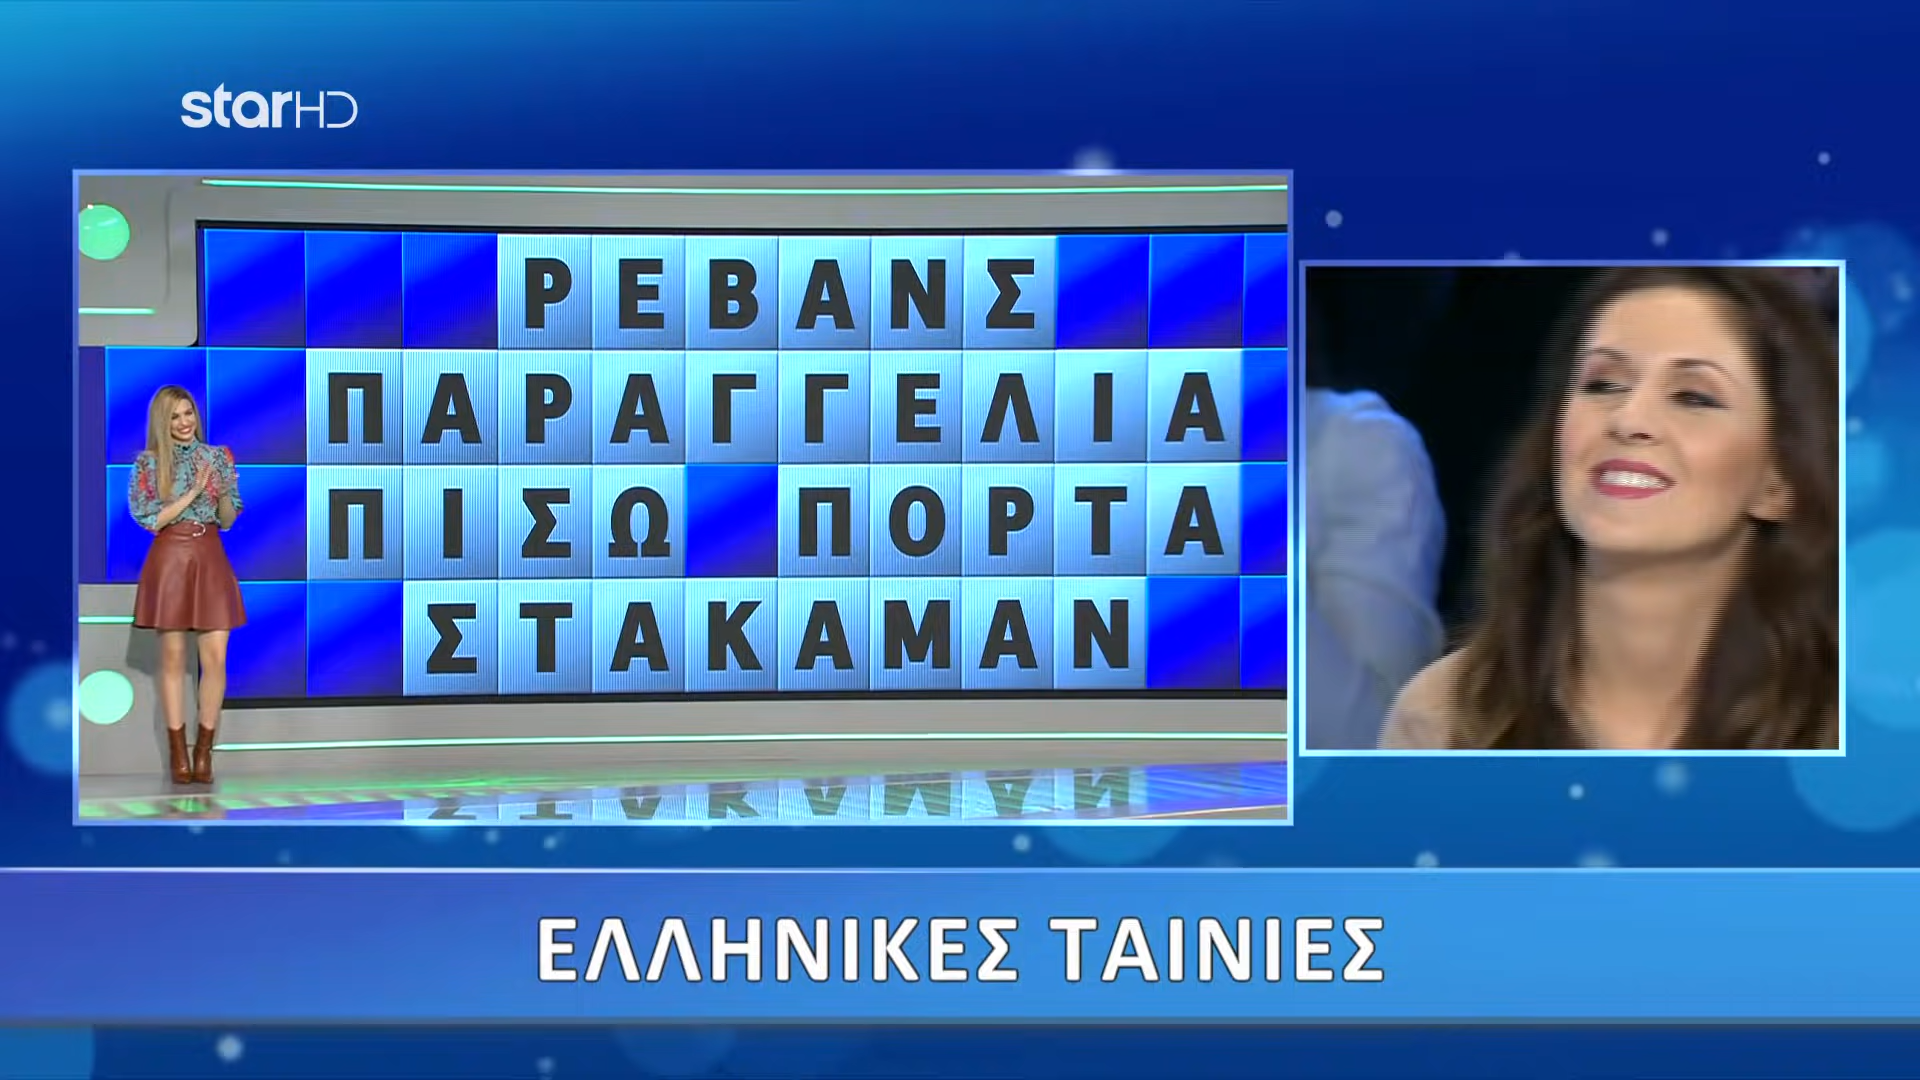 starHD
ΡΕΒΑΝΣ
ΠΑΡΑΓΓΕΛΙΑ
ΠΙΣΩ ΠΟΡΤΑ
ΣΤΑΚΑΜΑΝ
ΕΛΛΗΝΙΚΕΣ ΤΑΙΝΙΕΣ